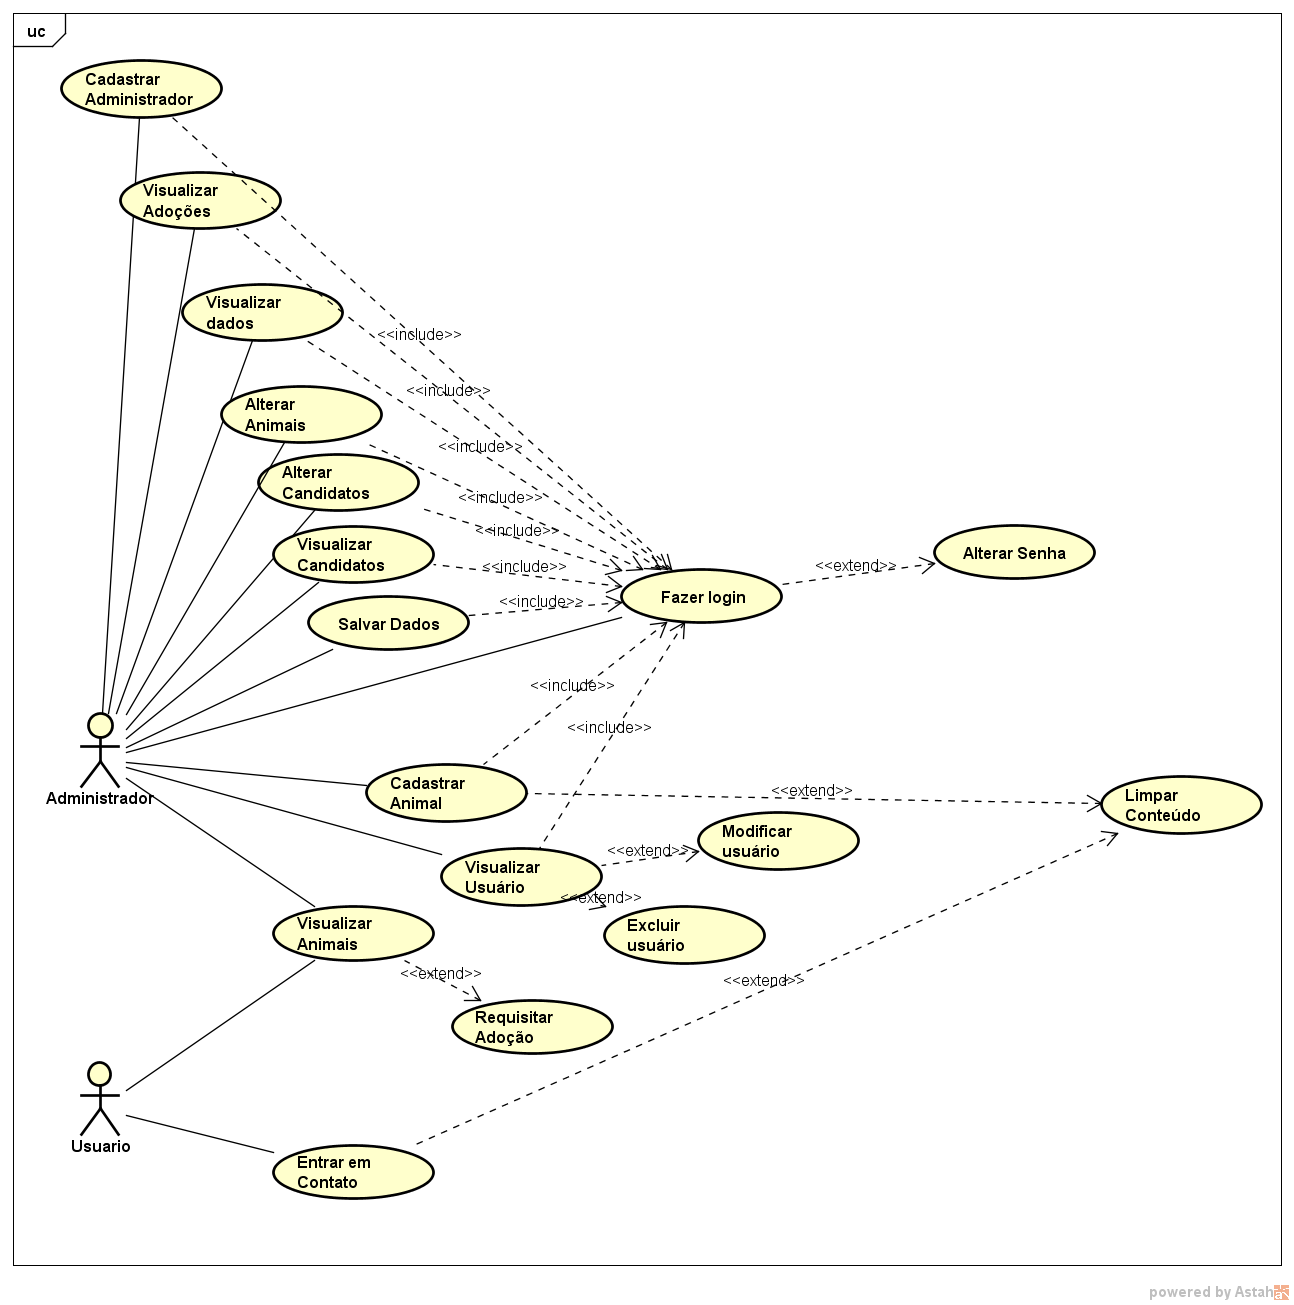 uc
Cadastrar
Administrador
Visualizar
Adoções
Visualizar
dados
<<include>>
<<include>>
Alterar
Animais
<<include>>
Alterar
Candidatos
<<include>>
<<include>>
Visualizar
Candidatos
<<include>>
<<extend>>
Alterar Senha
Fazer login
<<include>>
Salvar Dados
<<include>>
<<include>>
Administrador
Cadastrar
Animal
<<extend>>
Limpar
Conteúdo
Modificar
usuário
<<extend>>
Visualizar
Usuário
<<extend>>
Excluir
usuário
Visualizar
Animais
<<extend>>
<<extend>>
Requisitar
Adoção
Usuario
Entrar em
Contato
powered by Astah